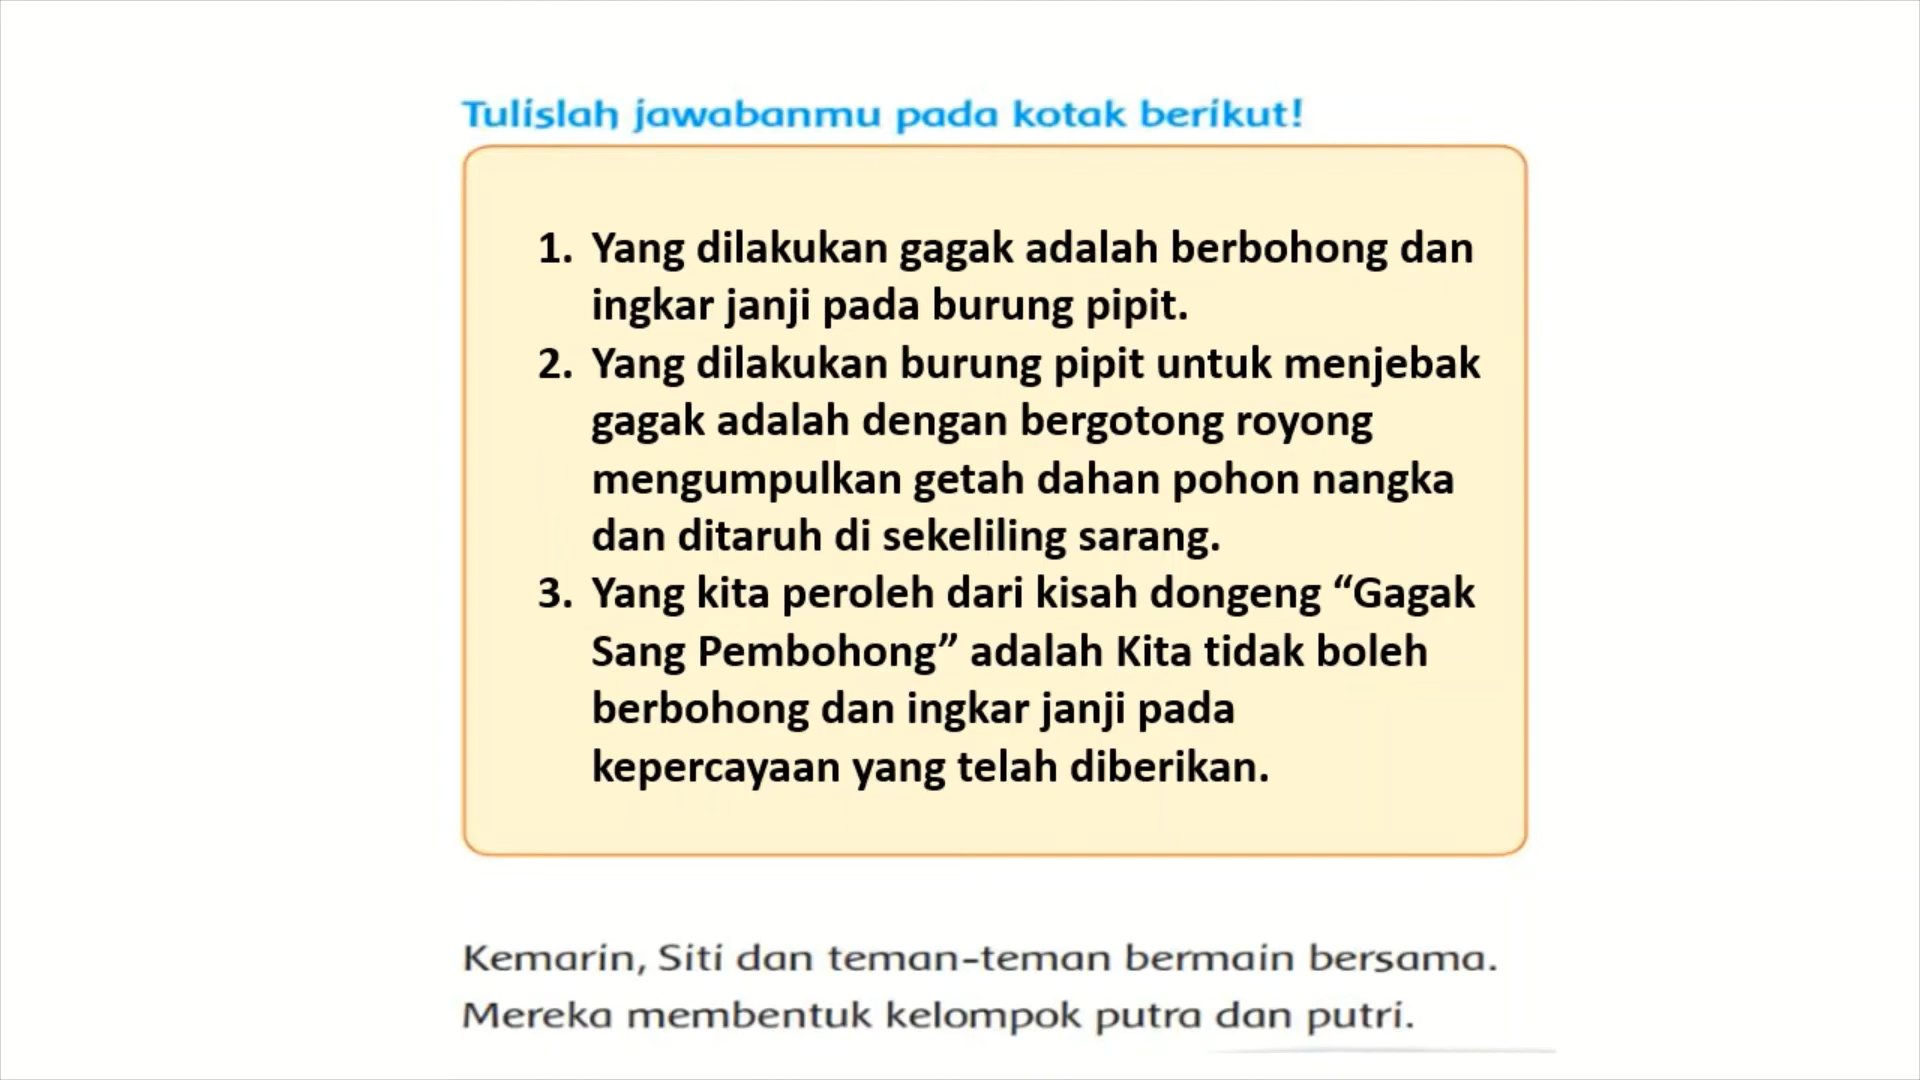 Tulislah jawabanmu pada kotak berikut!
1. Yang dilakukan gagak adalah berbohong dan
ingkar janji pada burung pipit.
2. Yang dilakukan burung pipit untuk menjebak
gagak adalah dengan bergotong royong
mengumpulkan getah dahan pohon nangka
dan ditaruh di sekeliling sarang.
3. Yang kita peroleh dari kisah dongeng “Gagak
Sang Pembohong” adalah Kita tidak boleh
berbohong dan ingkar janji pada
kepercayaan yang telah diberikan.
Kemarin, Siti dan teman-teman bermain bersama.
Mereka membentuk kelompok putra dan putri.